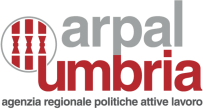 arpal
umbria
agenzia regionale politiche attive lavoro